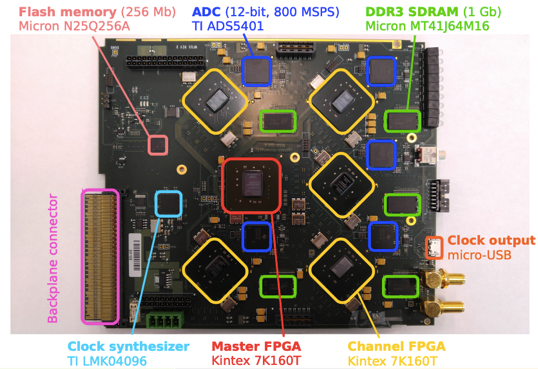 Flash memory (256 Mb)
Micron N25Q256A
ADC (12-bit, 800 MSPS)
TI ADS5401
DDR3 SDRAM (1 Gb)
Micron MT41J64M16
Backplane connector
Clock output
micro-USB
Clock synthesizer
TI LMK04096
Master FPGA
Kintex 7K160T
Channel FPGA
Kintex 7K160T